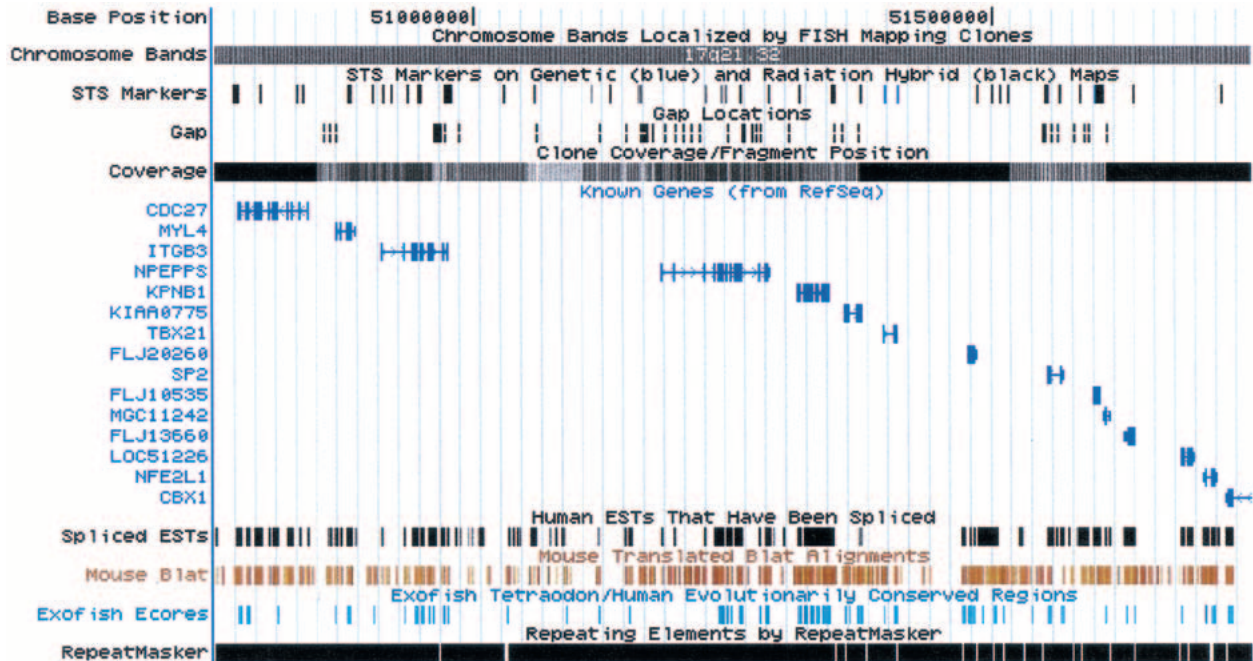 Base Position 51000000| 51500000|
Chromosome Bands Localized by FISH Mapping Clones
Chromosome Bands 17q21.32
STS Markers on Genetic (blue) and Radiation Hybrid (black) Maps
STS Markers
Gap Locations
Gap
Clone Coverage/Fragment Position
Coverage
Known Genes (from RefSeq)
CDC27
MYL4
ITGB3
NPEPPS
KPNB1
KIAA0775
TBX21
FLJ20260
SP2
FLJ10535
MGC11242
FLJ13660
LOC51226
NFE2L1
CBX1
Human ESTs That Have Been Spliced
Spliced ESTs
Mouse Translated Blat Alignments
Mouse Blat
Exofish Tetraodon/Human Evolutionarily Conserved Regions
Exofish Ecores
Repeating Elements by RepeatMasker
RepeatMasker